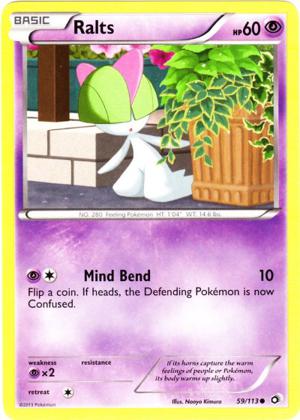 BASIC
Ralts
HP60
NO. 280 Feeling Pokémon HT. 1'04" WT. 14.6 lbs.
Mind Bend 10
Flip a coin. If heads, the Defending Pokémon is now
Confused.
weakness resistance
×2
If its horns capture the warm
feelings of people or Pokémon,
its body warms up slightly.
retreat
©2013 Pokémon
Illus. Naoyo Kimura
59/113